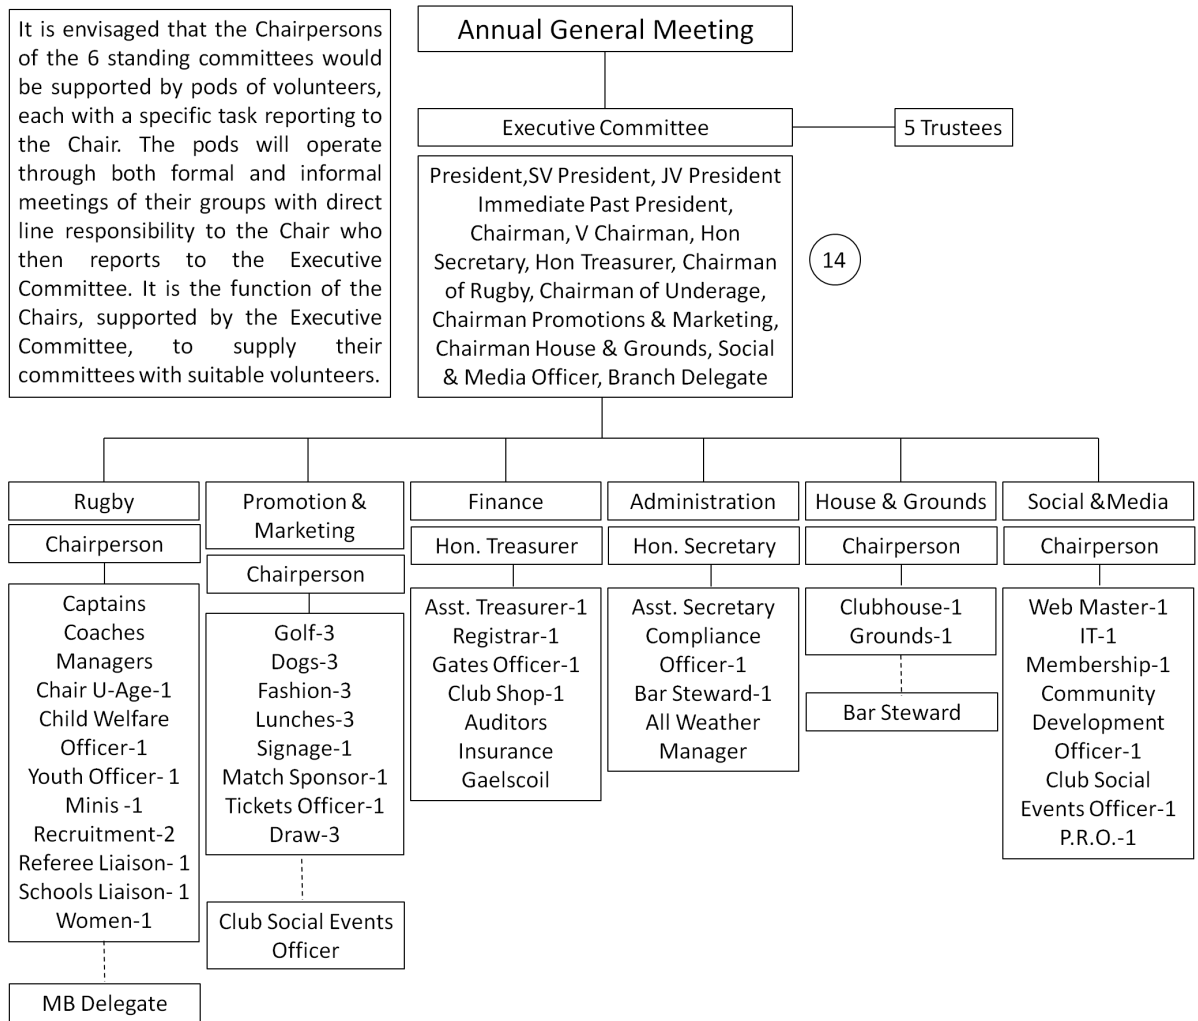 It is envisaged that the Chairpersons
of the 6 standing committees would
be supported by pods of volunteers,
each with a specific task reporting to
the Chair. The pods will operate
through both formal and informal
meetings of their groups with direct
line responsibility to the Chair who
then reports to the Executive
Committee. It is the function of the
Chairs, supported by the Executive
Committee, to supply their
committees with suitable volunteers.
Annual General Meeting
Executive Committee
5 Trustees
President,SV President, JV President
Immediate Past President,
Chairman, V Chairman, Hon
Secretary, Hon Treasurer, Chairman
of Rugby, Chairman of Underage,
Chairman Promotions & Marketing,
Chairman House & Grounds, Social
& Media Officer, Branch Delegate
14
Rugby
Chairperson
Captains
Coaches
Managers
Chair U-Age-1
Child Welfare
Officer-1
Youth Officer- 1
Minis -1
Recruitment-2
Referee Liaison- 1
Schools Liaison- 1
Women-1
MB Delegate
Promotion &
Marketing
Chairperson
Golf-3
Dogs-3
Fashion-3
Lunches-3
Signage-1
Match Sponsor-1
Tickets Officer-1
Draw-3
Club Social Events
Officer
Finance
Hon. Treasurer
Asst. Treasurer-1
Registrar-1
Gates Officer-1
Club Shop-1
Auditors
Insurance
Gaelscoil
Administration
Hon. Secretary
Asst. Secretary
Compliance
Officer-1
Bar Steward-1
All Weather
Manager
House & Grounds
Chairperson
Clubhouse-1
Grounds-1
Bar Steward
Social &Media
Chairperson
Web Master-1
IT-1
Membership-1
Community
Development
Officer-1
Club Social
Events Officer-1
P.R.O.-1